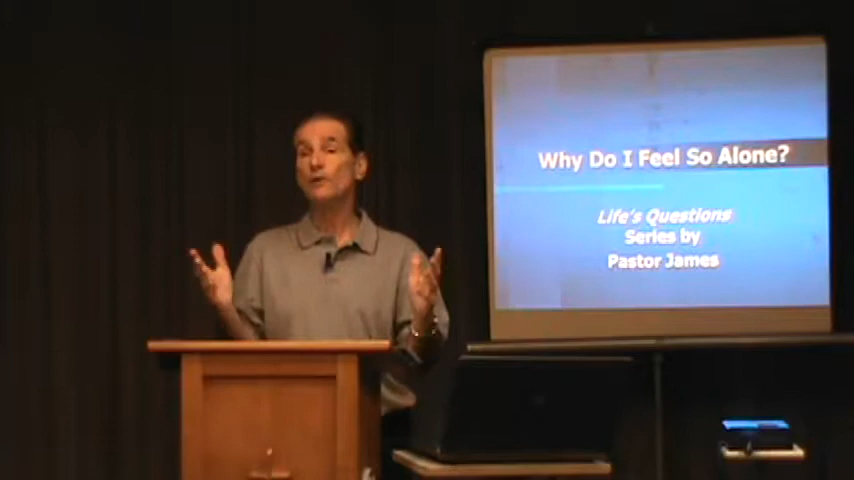 Why Do I Feel So Alone?
Life's Questions
Series by
Pastor James